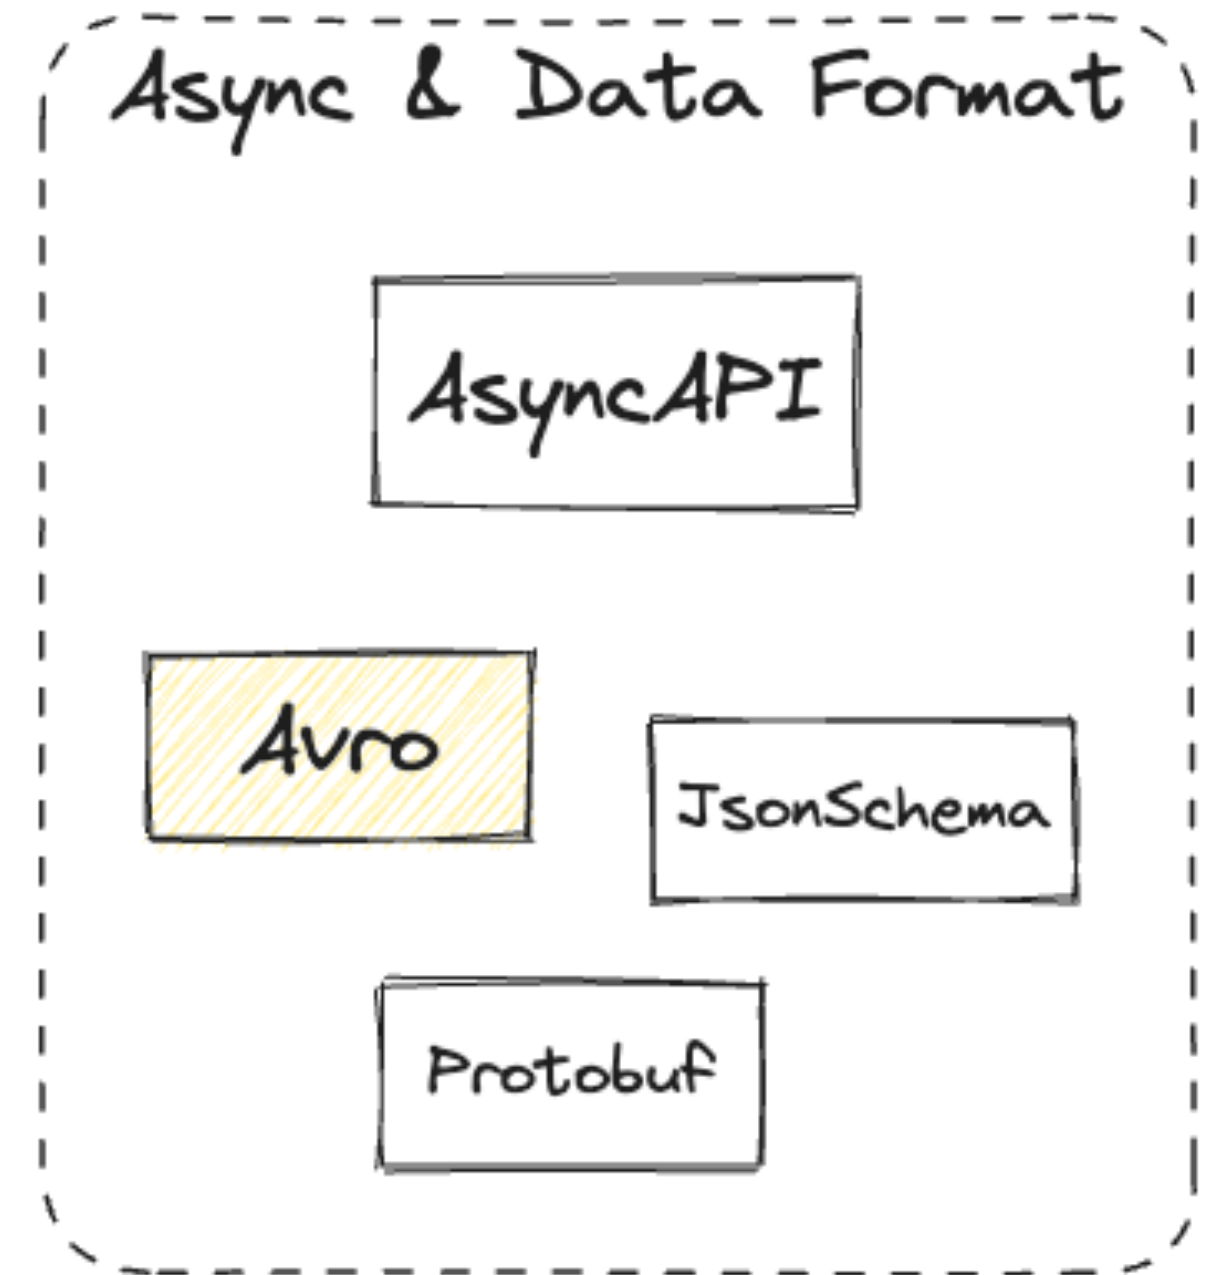 Async & Data Format
AsyncAPI
Avro
JsonSchema
Protobuf